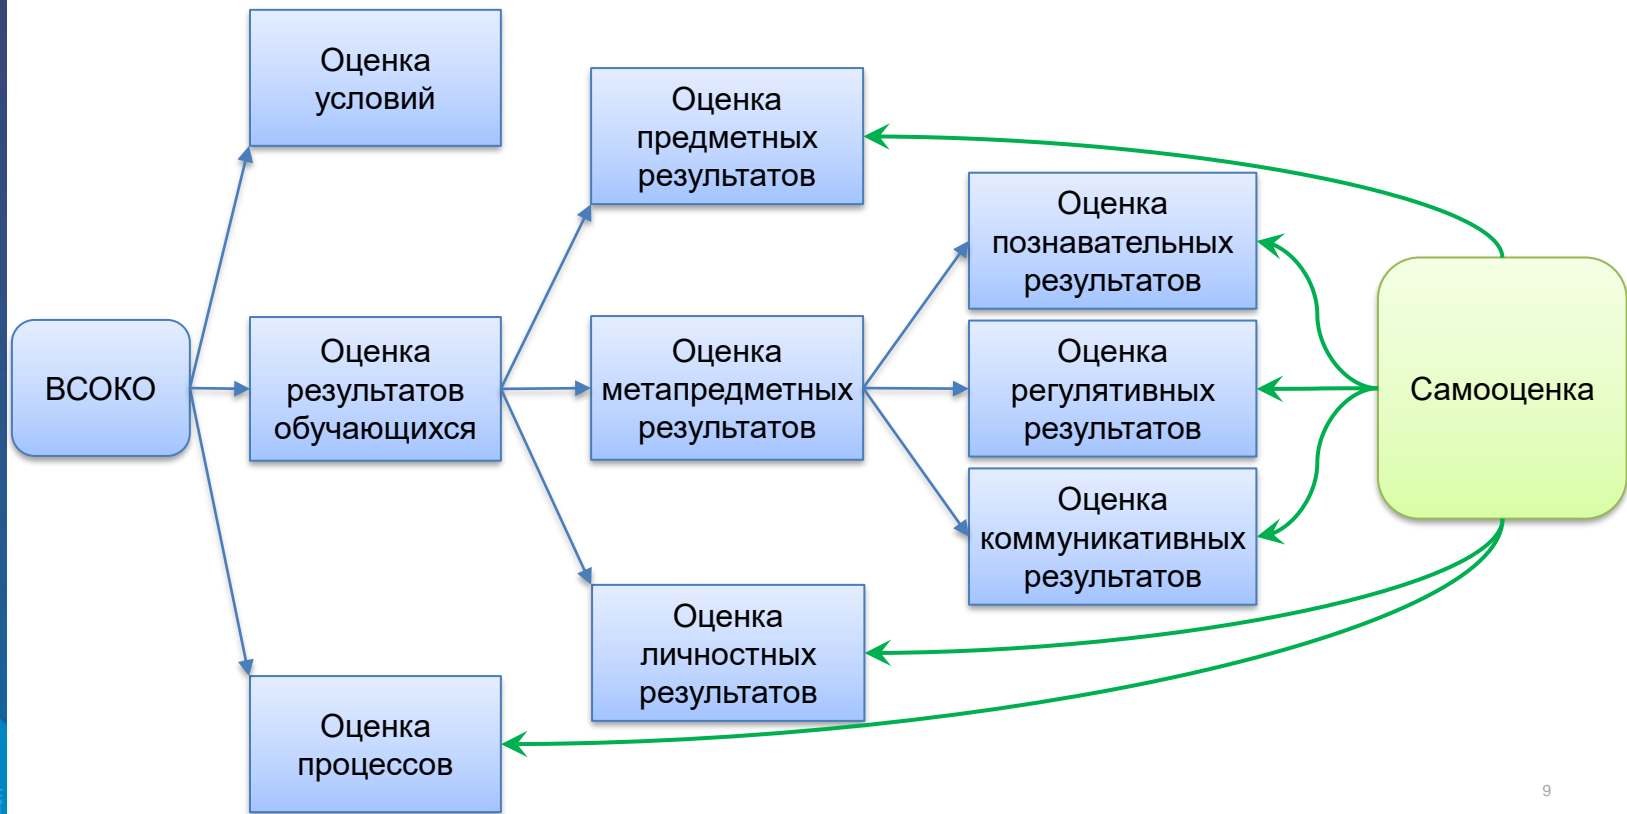 Оценка
условий
Оценка
предметных
результатов
Оценка
познавательных
результатов
ВСОКО
Оценка
результатов
обучающихся
Оценка
метапредметных
результатов
Оценка
регулятивных
результатов
Самооценка
Оценка
коммуникативных
результатов
Оценка
личностных
результатов
Оценка
процессов
9